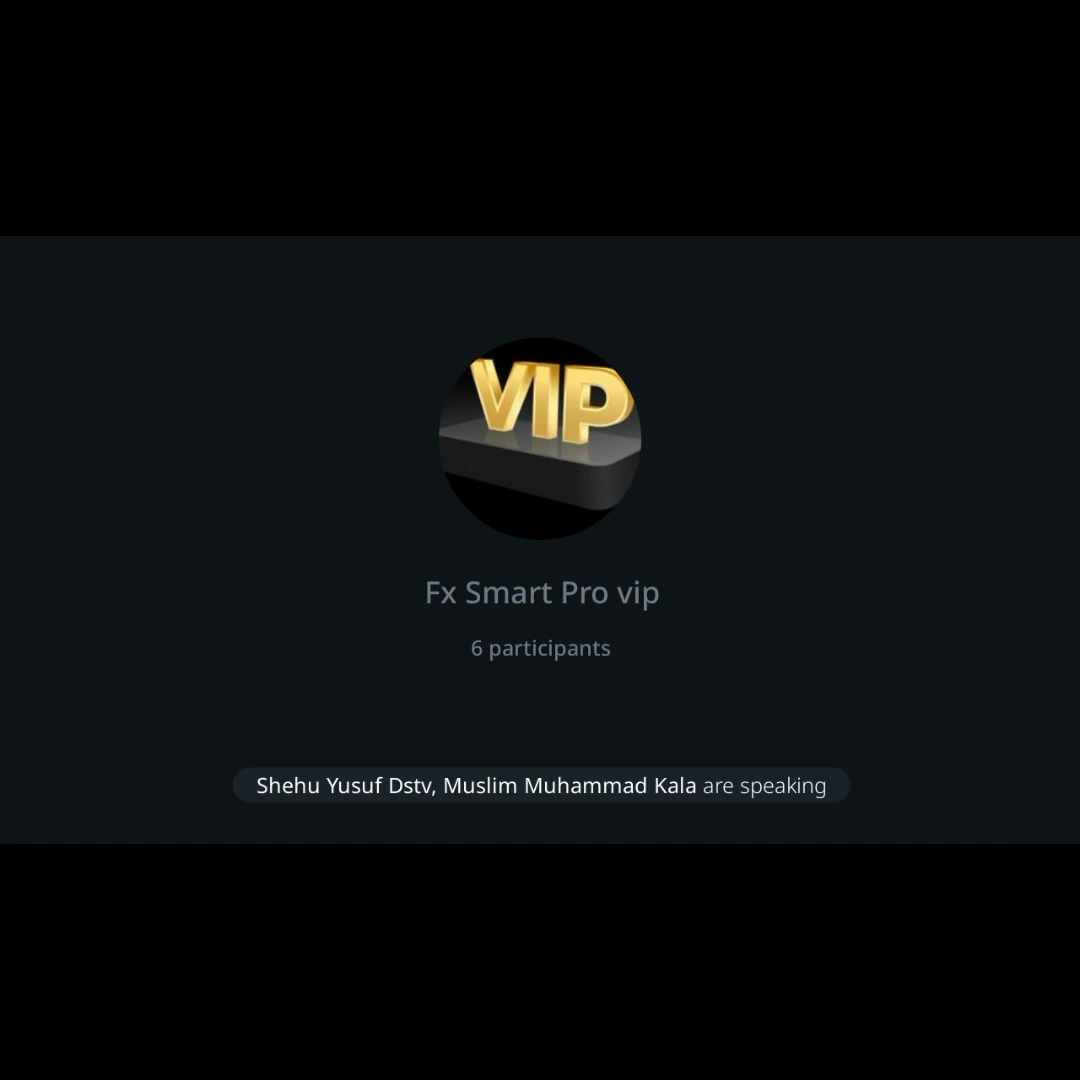 VIP
Fx Smart Pro vip
6 participants
Shehu Yusuf Dstv, Muslim Muhammad Kala are speaking